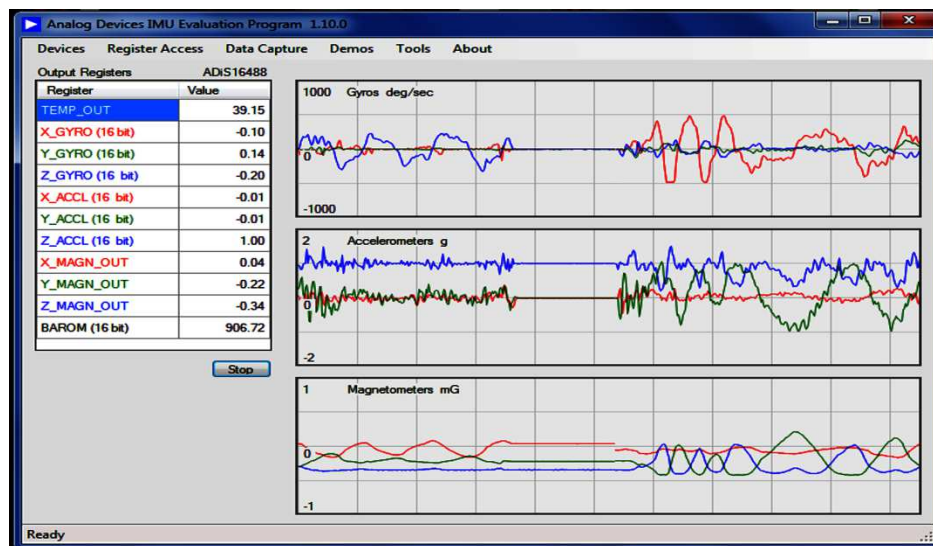 Analog Devices IMU Evaluation Program 1.10.0
Devices Register Access Data Capture Demos Tools About
Output Registers ADiS16488
Register Value
TEMP_OUT 39.15
X_GYRO (16 bit) -0.10
Y_GYRO (16 bit) 0.14
Z_GYRO (16 bit) -0.20
X_ACCL (16 bit) -0.01
Y_ACCL (16 bit) -0.01
Z_ACCL (16 bit) 1.00
X_MAGN_OUT 0.04
Y_MAGN_OUT -0.22
Z_MAGN_OUT -0.34
BAROM (16 bit) 906.72
Stop
1000 Gyros deg/sec
0
-1000
2 Accelerometers g
0
-2
1 Magnetometers mG
0
-1
Ready